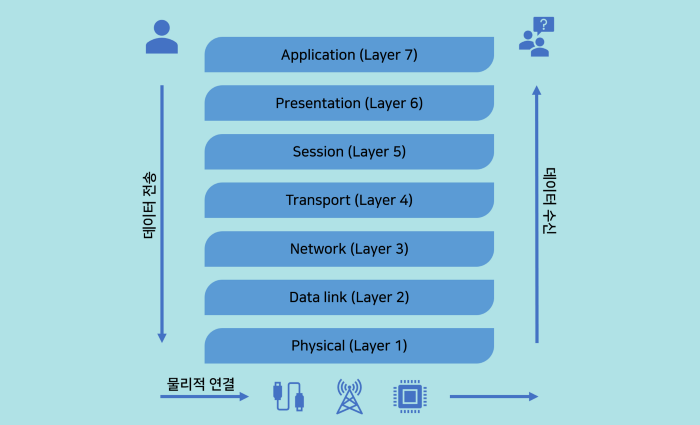 ?
Application (Layer 7)
Presentation (Layer 6)
Session (Layer 5)
Transport (Layer 4)
Network (Layer 3)
Data link (Layer 2)
Physical (Layer 1)
데이터 전송
데이터 수신
물리적 연결